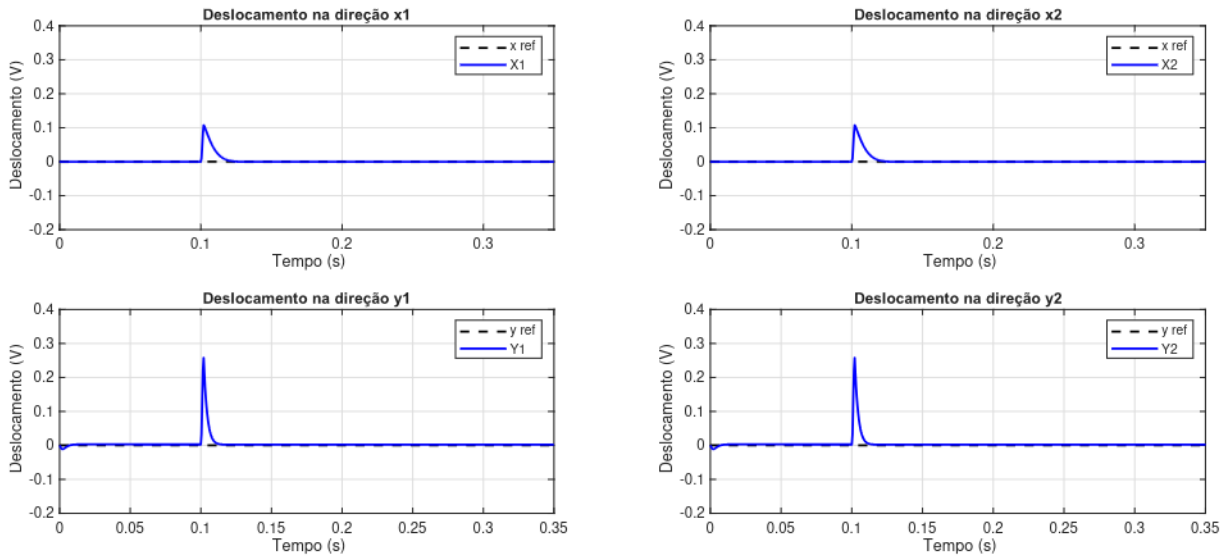 Deslocamento na direção x1
Deslocamento (V)
0.4
0.3
0.2
0.1
0
-0.1
-0.2
x ref
X1
0
0.1
0.2
0.3
Tempo (s)
Deslocamento na direção x2
Deslocamento (V)
0.4
0.3
0.2
0.1
0
-0.1
-0.2
x ref
X2
0
0.1
0.2
0.3
Tempo (s)
Deslocamento na direção y1
Deslocamento (V)
0.4
0.3
0.2
0.1
0
-0.1
-0.2
y ref
Y1
0
0.05
0.1
0.15
0.2
0.25
0.3
0.35
Tempo (s)
Deslocamento na direção y2
Deslocamento (V)
0.4
0.3
0.2
0.1
0
-0.1
-0.2
y ref
Y2
0
0.05
0.1
0.15
0.2
0.25
0.3
0.35
Tempo (s)